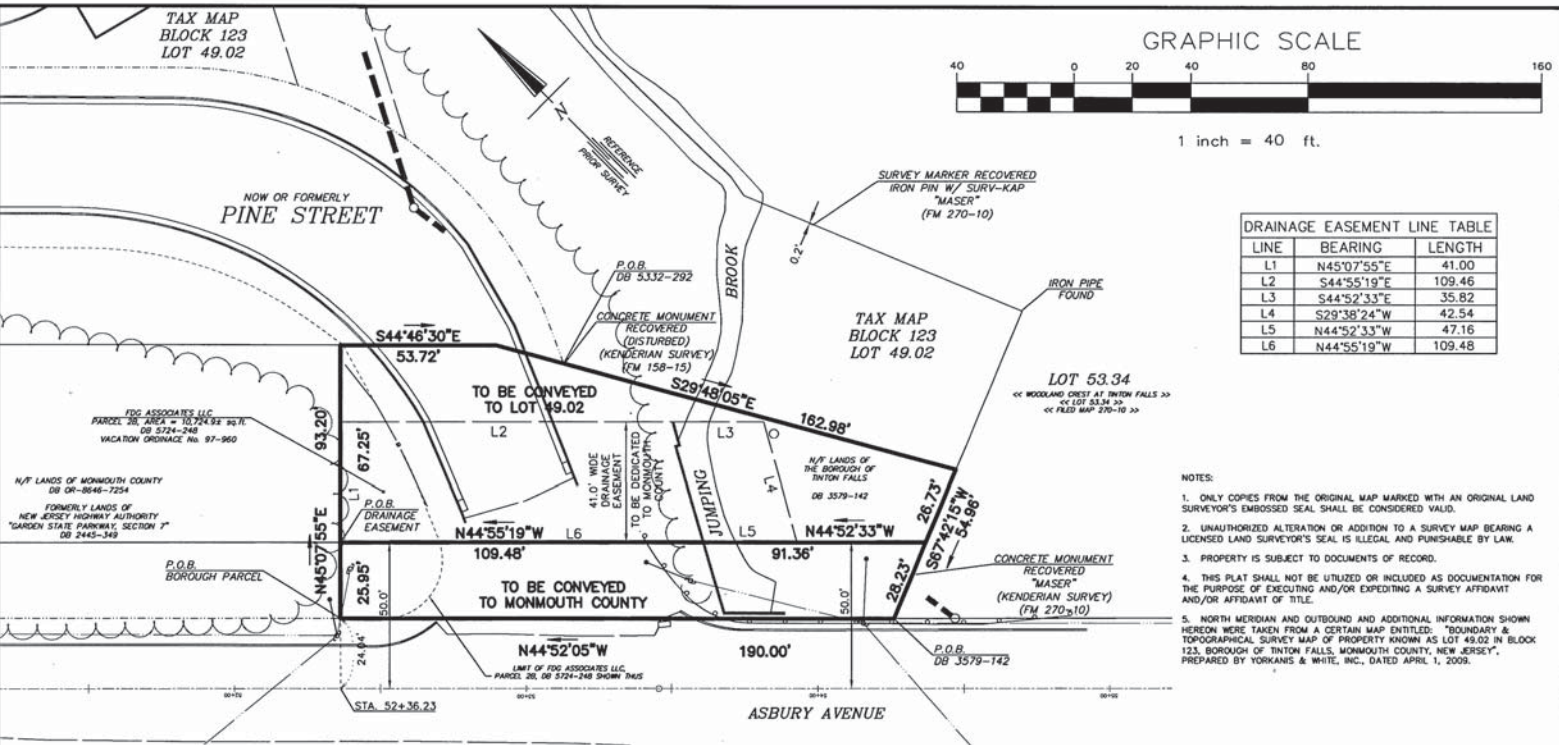 TAX MAP
BLOCK 123
LOT 49.02
GRAPHIC SCALE
40 0 20 40 80 160
1 inch = 40 ft.
N
REFERENCE
PRIOR SURVEY
NOW OR FORMERLY
PINE STREET
SURVEY MARKER RECOVERED
IRON PIN W/ SURV-KAP
"MASER"
(FM 270-10)
0.2'
BROOK
IRON PIPE
FOUND
P.O.B.
DB 5332-292
CONCRETE MONUMENT
RECOVERED
(DISTURBED)
(KENDERIAN SURVEY)
(FM 158-15)
TAX MAP
BLOCK 123
LOT 49.02
DRAINAGE EASEMENT LINE TABLE
LINE BEARING LENGTH
L1 N45°07'55"E 41.00
L2 S44°55'19"E 109.46
L3 S44°52'33"E 35.82
L4 S29°38'24"W 42.54
L5 N44°52'33"W 47.16
L6 N44°55'19"W 109.48
LOT 53.34
<< WOODLAND CREST AT TINTON FALLS >>
<< LOT 53.34 >>
<< FILED MAP 270-10 >>
S44°46'30"E
53.72'
TO BE CONVEYED
TO LOT 49.02
S29°48'05"E
162.98'
FDG ASSOCIATES LLC
PARCEL 2B, AREA = 10,724.9± sq.ft.
DB 5724-248
VACATION ORDINACE No. 97-960
93.20'
67.25'
L2
L3
L1
L4
41.0' WIDE
DRAINAGE
EASEMENT
TO BE DEDICATED
TO MONMOUTH
COUNTY
JUMPING
N/F LANDS OF
THE BOROUGH OF
TINTON FALLS
DB 3579-142
N/F LANDS OF MONMOUTH COUNTY
DB OR-8646-7254
FORMERLY LANDS OF
NEW JERSEY HIGHWAY AUTHORITY
"GARDEN STATE PARKWAY, SECTION 7"
DB 2445-349
P.O.B.
DRAINAGE
EASEMENT
N45°07'55"E
N44°55'19"W
L6
109.48'
L5
N44°52'33"W
91.36'
26.73'
S67°42'15"W
54.96'
28.23'
P.O.B.
BOROUGH PARCEL
25.95'
50.0'
TO BE CONVEYED
TO MONMOUTH COUNTY
50.0'
CONCRETE MONUMENT
RECOVERED
"MASER"
(KENDERIAN SURVEY)
(FM 270-10)
24.04'
N44°52'05"W
190.00'
LIMIT OF FDG ASSOCIATES LLC,
PARCEL 2B, DB 5724-248 SHOWN THUS
P.O.B.
DB 3579-142
STA. 52+36.23
52+00
53+00
54+00
55+00
ASBURY AVENUE
NOTES:
1. ONLY COPIES FROM THE ORIGINAL MAP MARKED WITH AN ORIGINAL LAND
SURVEYOR'S EMBOSSED SEAL SHALL BE CONSIDERED VALID.
2. UNAUTHORIZED ALTERATION OR ADDITION TO A SURVEY MAP BEARING A
LICENSED LAND SURVEYOR'S SEAL IS ILLEGAL AND PUNISHABLE BY LAW.
3. PROPERTY IS SUBJECT TO DOCUMENTS OF RECORD.
4. THIS PLAT SHALL NOT BE UTILIZED OR INCLUDED AS DOCUMENTATION FOR
THE PURPOSE OF EXECUTING AND/OR EXPEDITING A SURVEY AFFIDAVIT
AND/OR AFFIDAVIT OF TITLE.
5. NORTH MERIDIAN AND OUTBOUND AND ADDITIONAL INFORMATION SHOWN
HEREON WERE TAKEN FROM A CERTAIN MAP ENTITLED: "BOUNDARY &
TOPOGRAPHICAL SURVEY MAP OF PROPERTY KNOWN AS LOT 49.02 IN BLOCK
123, BOROUGH OF TINTON FALLS, MONMOUTH COUNTY, NEW JERSEY",
PREPARED BY YORKANIS & WHITE, INC., DATED APRIL 1, 2009.